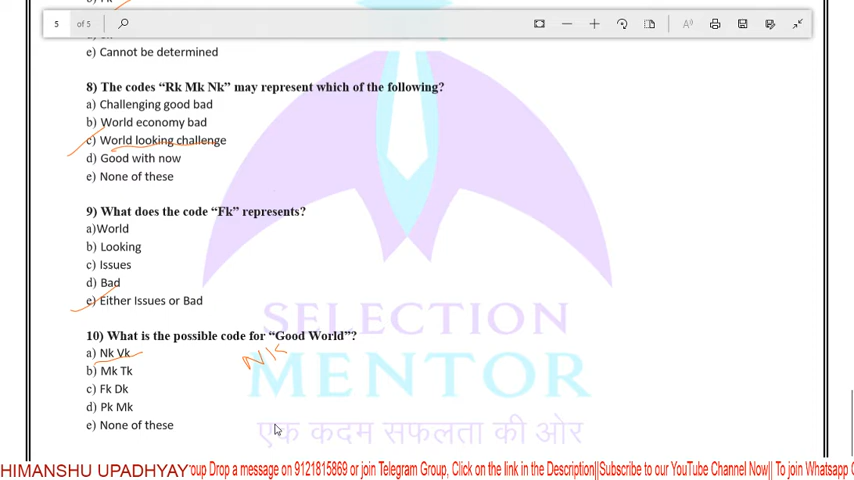 5 of 5
e) Cannot be determined
8) The codes “Rk Mk Nk” may represent which of the following?
a) Challenging good bad
b) World economy bad
c) World looking challenge
d) Good with now
e) None of these
9) What does the code “Fk” represents?
a)World
b) Looking
c) Issues
d) Bad
e) Either Issues or Bad
10) What is the possible code for “Good World”?
a) Nk Vk
Nk
b) Mk Tk
c) Fk Dk
d) Pk Mk
e) None of these
SELECTION
MENTOR
एक कदम सफलता की ओर
HIMANSHU UPADHYAY roup Drop a message on 9121815869 or join Telegram Group, Click on the link in the Description||Subscribe to our YouTube Channel Now||To join Whatsapp